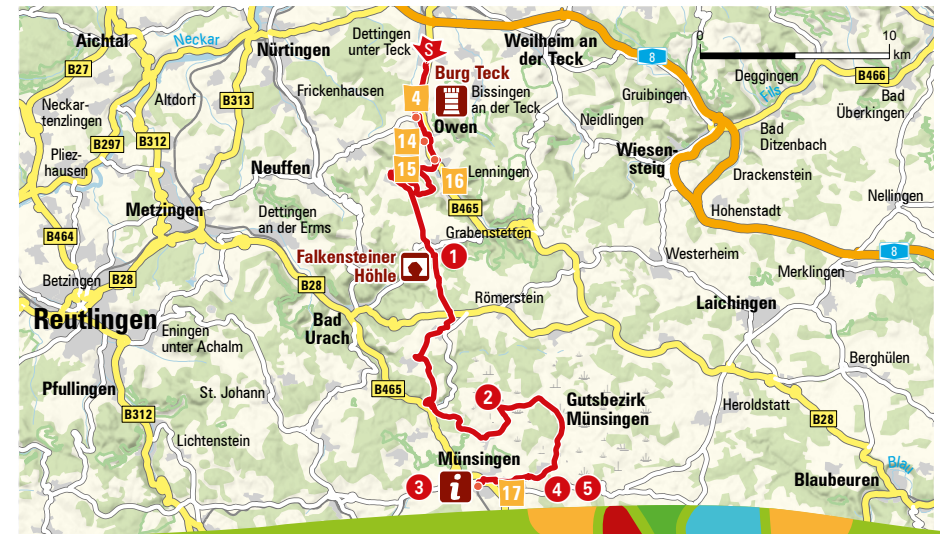 Aichtal
Neckar
Nürtingen
Dettingen
unter Teck
S
Weilheim an
der Teck
0
10
km
8
B27
Altdorf
B313
Frickenhausen
Burg Teck
Bissingen
an der Teck
Gruibingen
Deggingen
B466
Fils
Bad
Überkingen
Neckar-
tenzlingen
4
Owen
Neidlingen
B297
B312
14
Wiesen-
steig
Bad
Ditzenbach
Pliez-
hausen
Neuffen
15
16
Lenningen
Drackenstein
Nellingen
Metzingen
Dettingen
an der Erms
B465
Hohenstadt
B464
Grabenstetten
8
Falkensteiner
Höhle
1
Westerheim
Merklingen
Betzingen
B28
B28
Römerstein
Laichingen
Reutlingen
Bad
Urach
Eningen
unter Achalm
Berghülen
Pfullingen
St. Johann
B465
2
Gutsbezirk
Münsingen
Heroldstatt
B312
B28
Lichtenstein
Münsingen
Blau
3
i
17
4
5
Blaubeuren